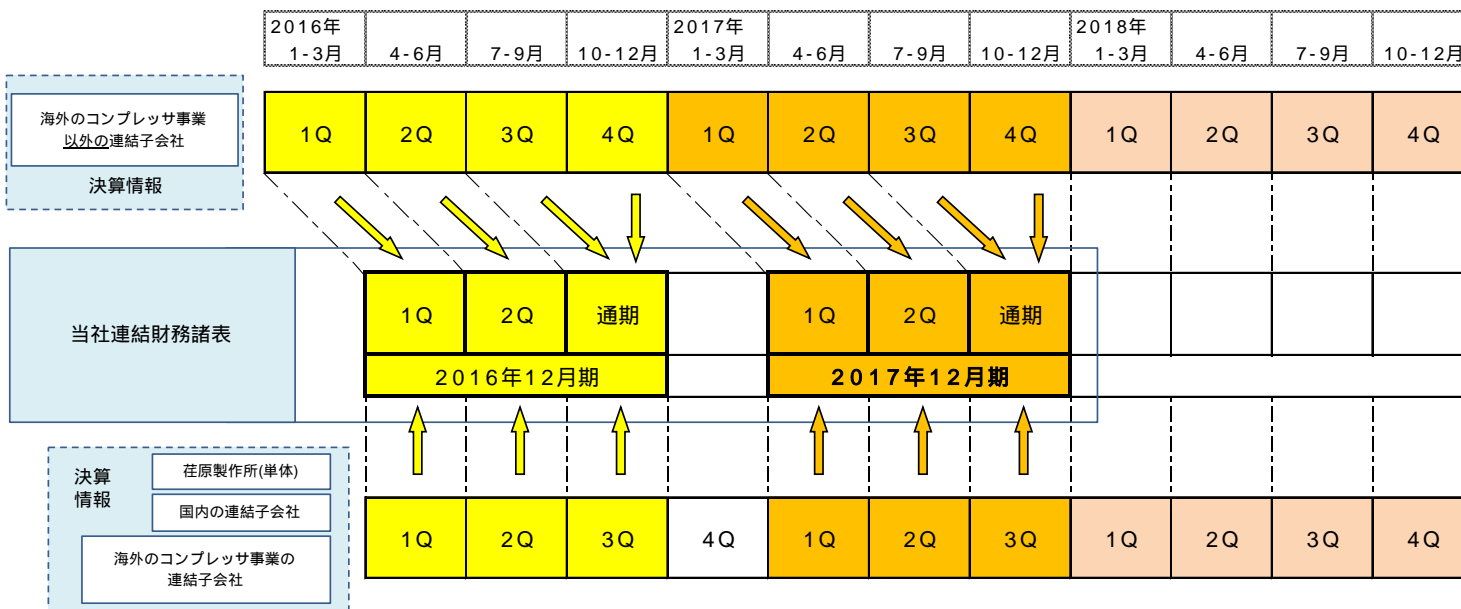 2016年 2017年 2018年
1-3月 4-6月 7-9月 10-12月 1-3月 4-6月 7-9月 10-12月 1-3月 4-6月 7-9月 10-12月
海外のコンプレッサ事業
以外の連結子会社
決算情報
1Q 2Q 3Q 4Q 1Q 2Q 3Q 4Q 1Q 2Q 3Q 4Q
当社連結財務諸表
1Q 2Q 通期 1Q 2Q 通期
2016年12月期 2017年12月期
決算
情報
荏原製作所(単体)
国内の連結子会社
海外のコンプレッサ事業の
連結子会社
1Q 2Q 3Q 4Q 1Q 2Q 3Q 1Q 2Q 3Q 4Q